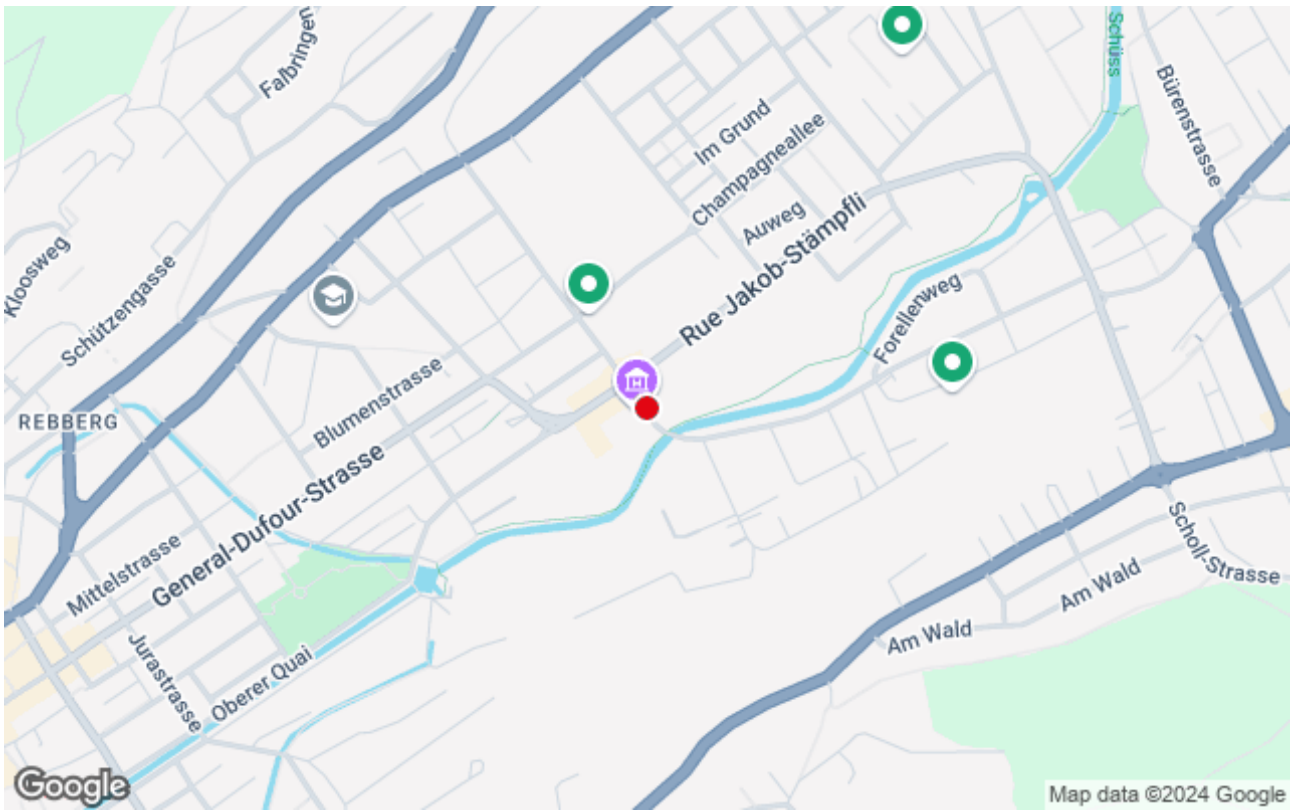 Falbringen
Schüss
Bürenstrasse
Im Grund
Champagneallee
Auweg
Rue Jakob-Stämpfli
Kloosweg
Schützengasse
Forellenweg
Blumenstrasse
REBBERG
General-Dufour-Strasse
Mittelstrasse
Scholl-Strasse
Am Wald
Am Wald
Jurastrasse
Oberer Quai
Google
Map data ©2024 Google